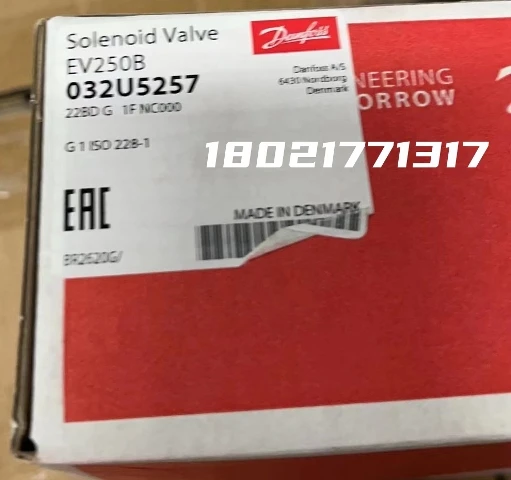 Solenoid Valve
EV250B
032U5257
22BD G 1F NC000
G 1 ISO 228-1
Danfoss
Danfoss A/S
6430 Nordborg
Denmark
NEERING
ORROW
18021771317
EAC
MADE IN DENMARK
BR2620G/